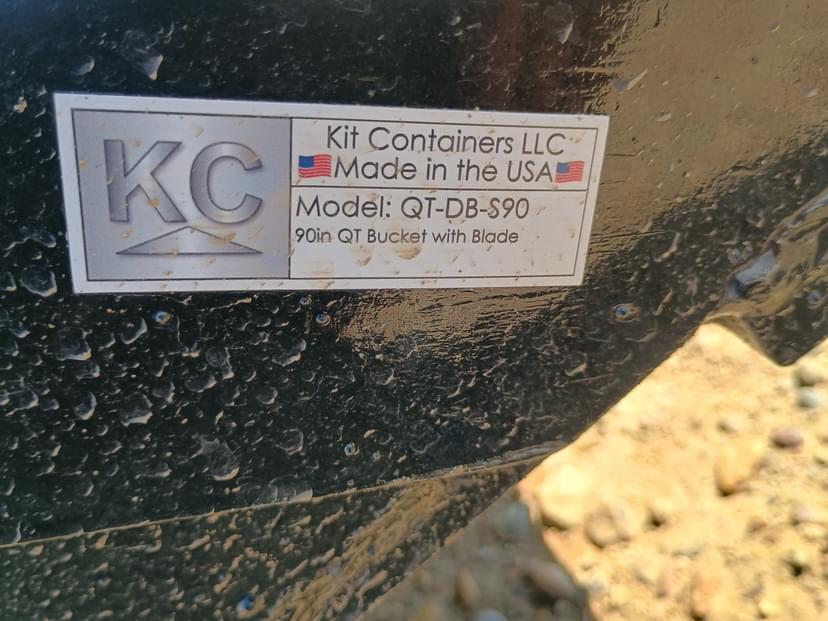 KC
Kit Containers LLC
Made in the USA
Model: QT-DB-S90
90in QT Bucket with Blade